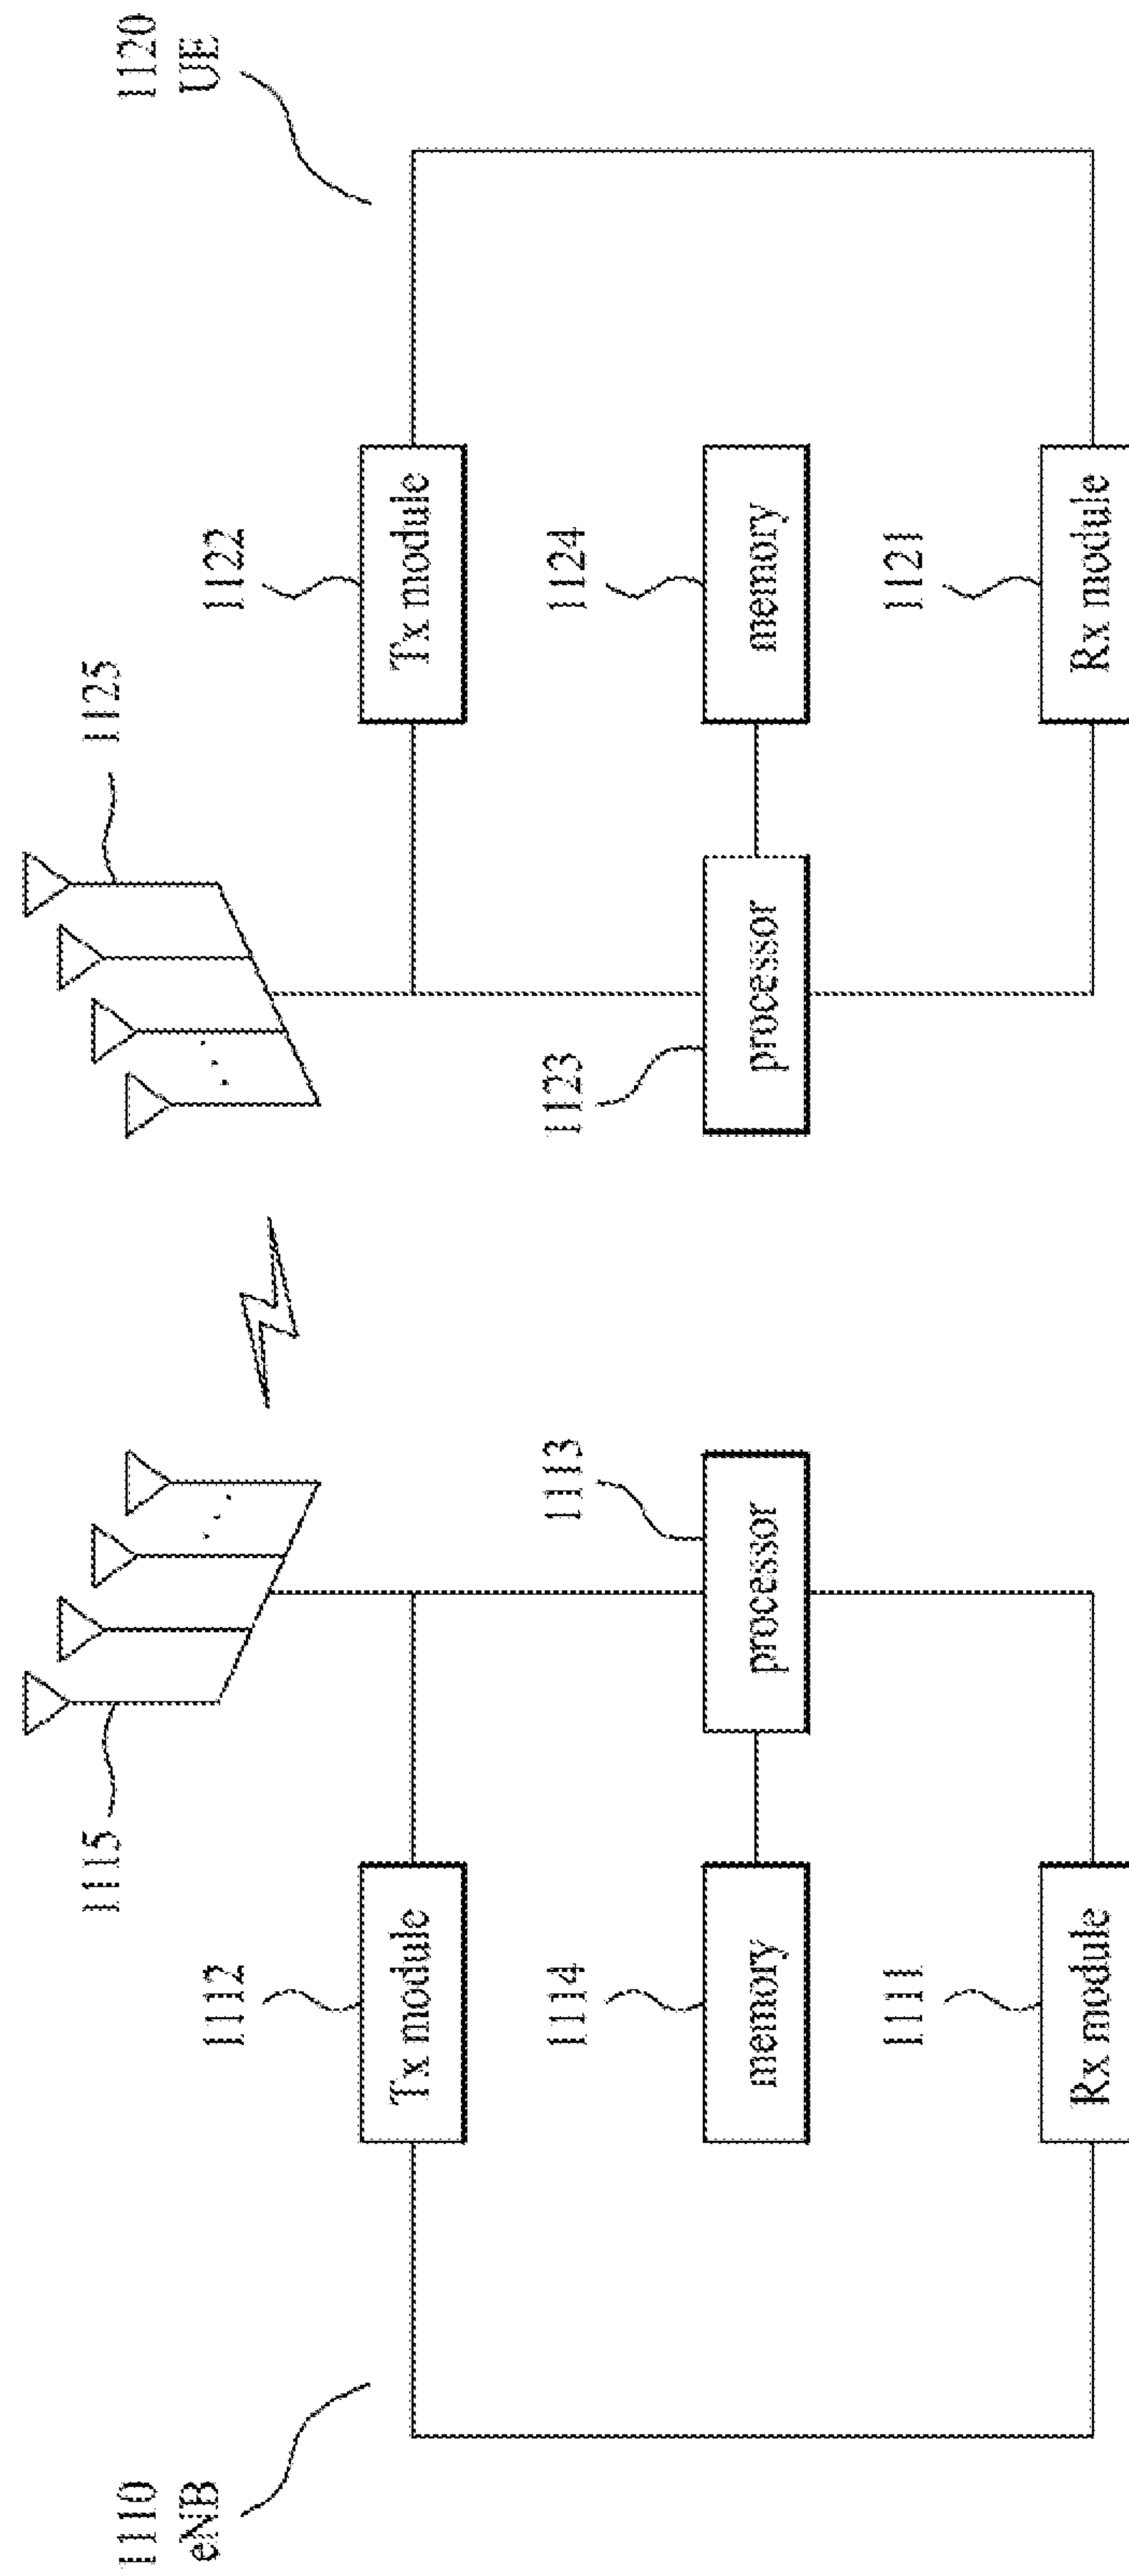 1110
eNB
1115
1112
Tx module
1114
memory
1113
processor
1111
Rx module
1120
UE
1125
1122
Tx module
1123
processor
1124
memory
1121
Rx module